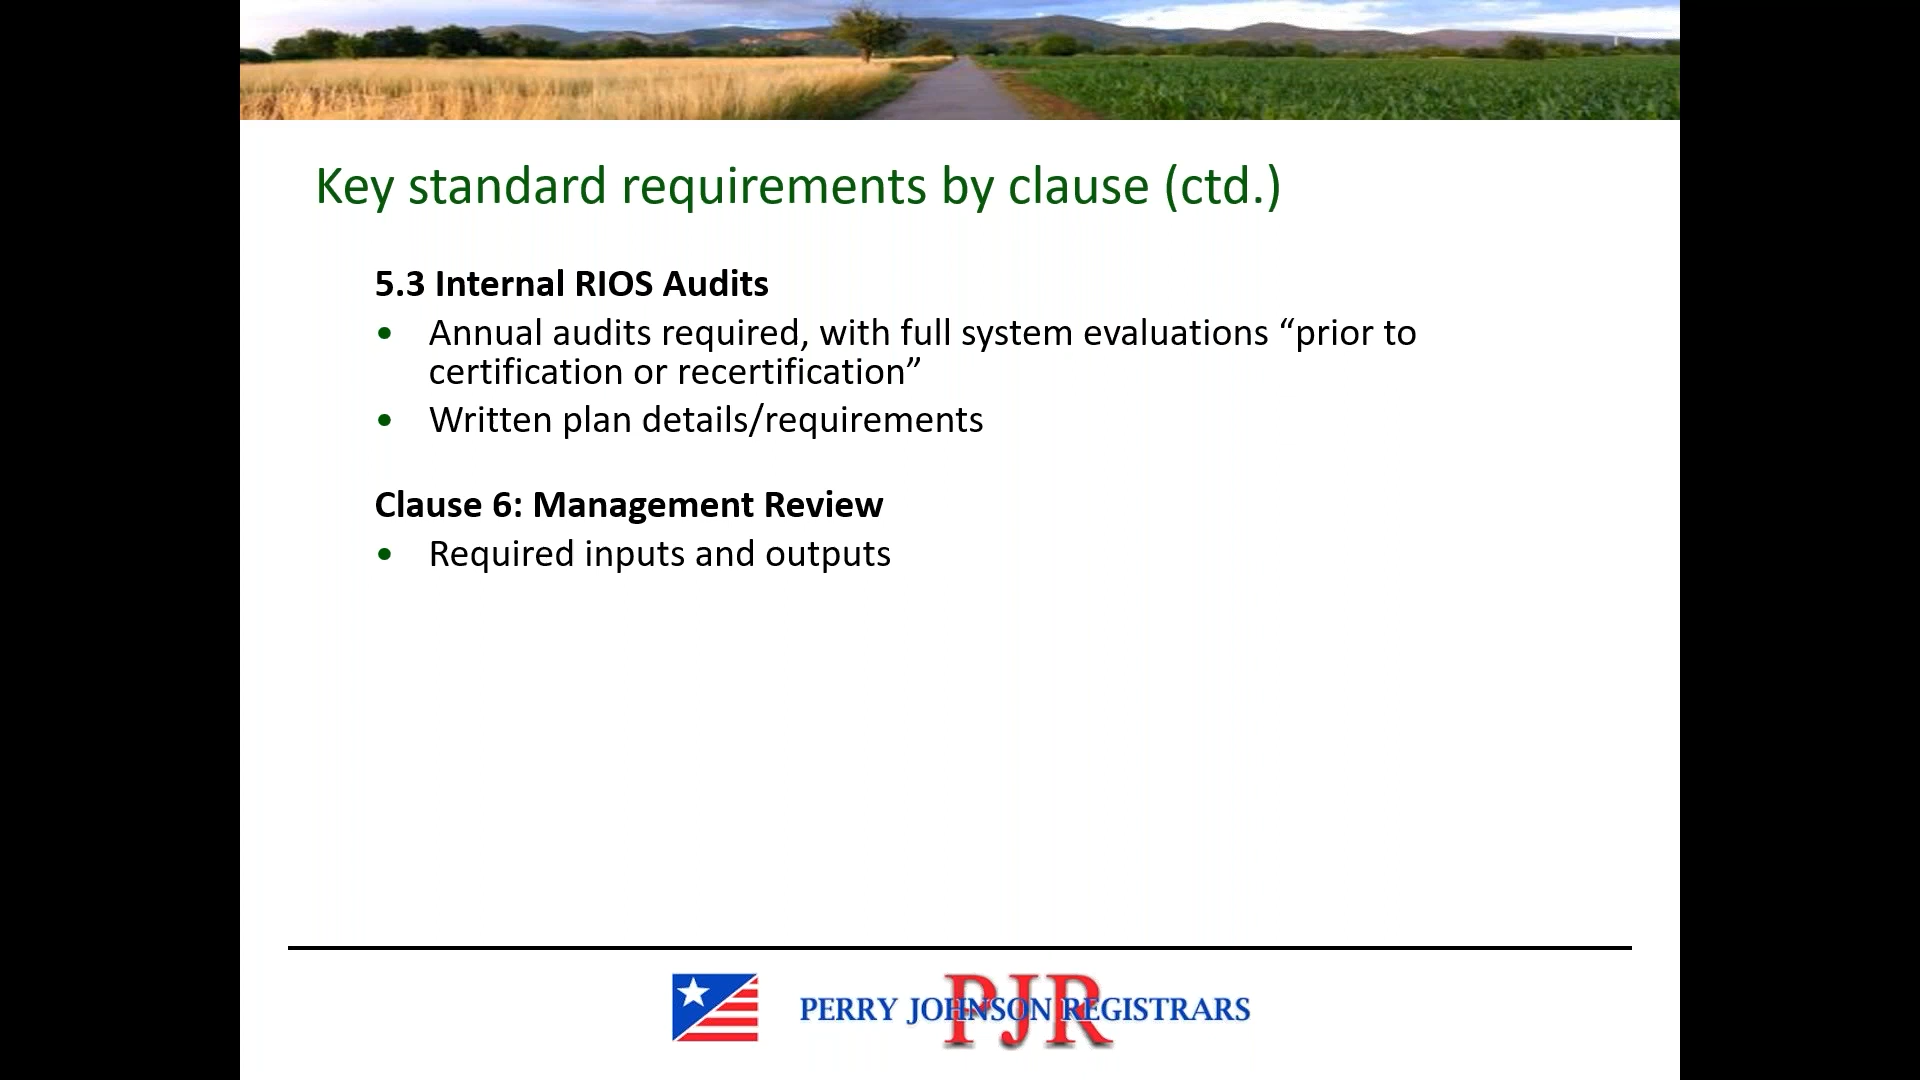 Key standard requirements by clause (ctd.)
5.3 Internal RIOS Audits
• Annual audits required, with full system evaluations “prior to
certification or recertification”
• Written plan details/requirements
Clause 6: Management Review
• Required inputs and outputs
PJR
PERRY JOHNSON REGISTRARS